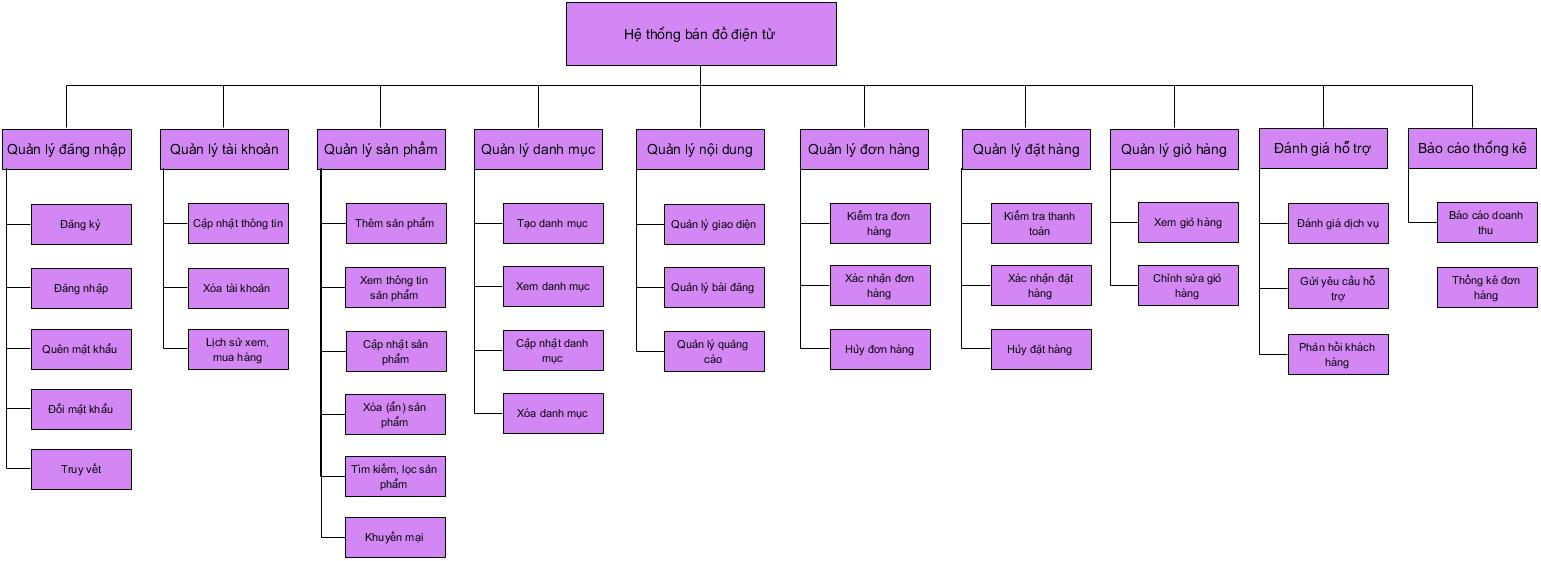 Hệ thống bán đồ điện tử
Quản lý đăng nhập
Đăng ký
Đăng nhập
Quên mật khẩu
Đổi mật khẩu
Truy vết
Quản lý tài khoản
Cập nhật thông tin
Xóa tài khoản
Lịch sử xem,
mua hàng
Quản lý sản phẩm
Thêm sản phẩm
Xem thông tin
sản phẩm
Cập nhật sản
phẩm
Xóa (ẩn) sản
phẩm
Tìm kiếm, lọc sản
phẩm
Khuyến mại
Quản lý danh mục
Tạo danh mục
Xem danh mục
Cập nhật danh
mục
Xóa danh mục
Quản lý nội dung
Quản lý giao diện
Quản lý bài đăng
Quản lý quảng
cáo
Quản lý đơn hàng
Kiểm tra đơn
hàng
Xác nhận đơn
hàng
Hủy đơn hàng
Quản lý đặt hàng
Kiểm tra thanh
toán
Xác nhận đặt
hàng
Hủy đặt hàng
Quản lý giỏ hàng
Xem giỏ hàng
Chỉnh sửa giỏ
hàng
Đánh giá hỗ trợ
Đánh giá dịch vụ
Gửi yêu cầu hỗ
trợ
Phản hồi khách
hàng
Báo cáo thống kê
Báo cáo doanh
thu
Thống kê đơn
hàng